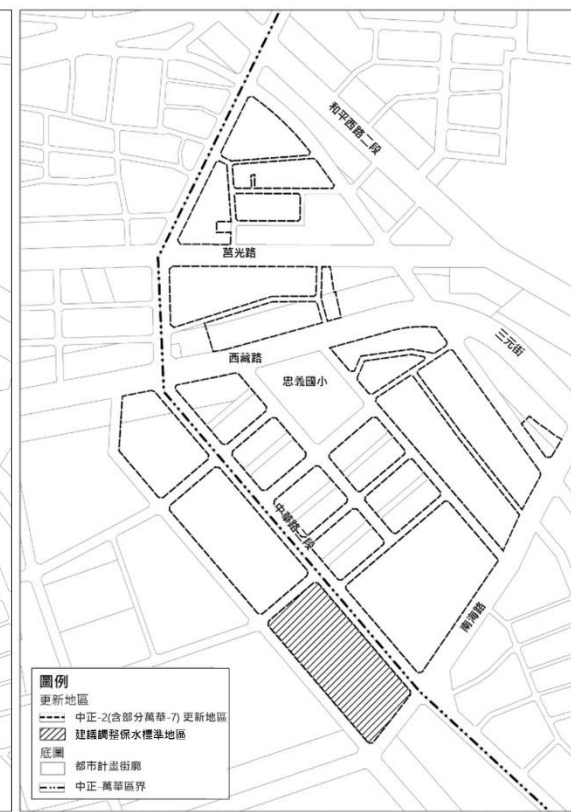 和平西路二段
莒光路
三元街
西藏路
忠義國小
中華路二段
南海路
圖例
更新地區
中正-2(含部分萬華-7) 更新地區
建議調整保水標準地區
底圖
都市計畫街廓
中正-萬華區界